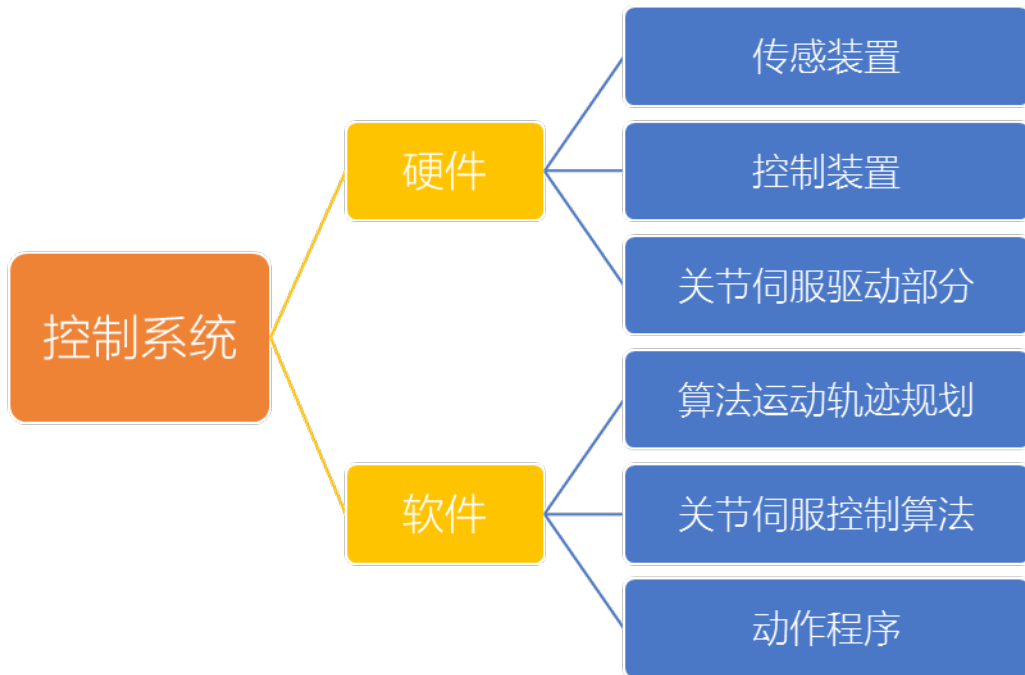 控制系统
硬件
传感装置
控制装置
关节伺服驱动部分
软件
算法运动轨迹规划
关节伺服控制算法
动作程序